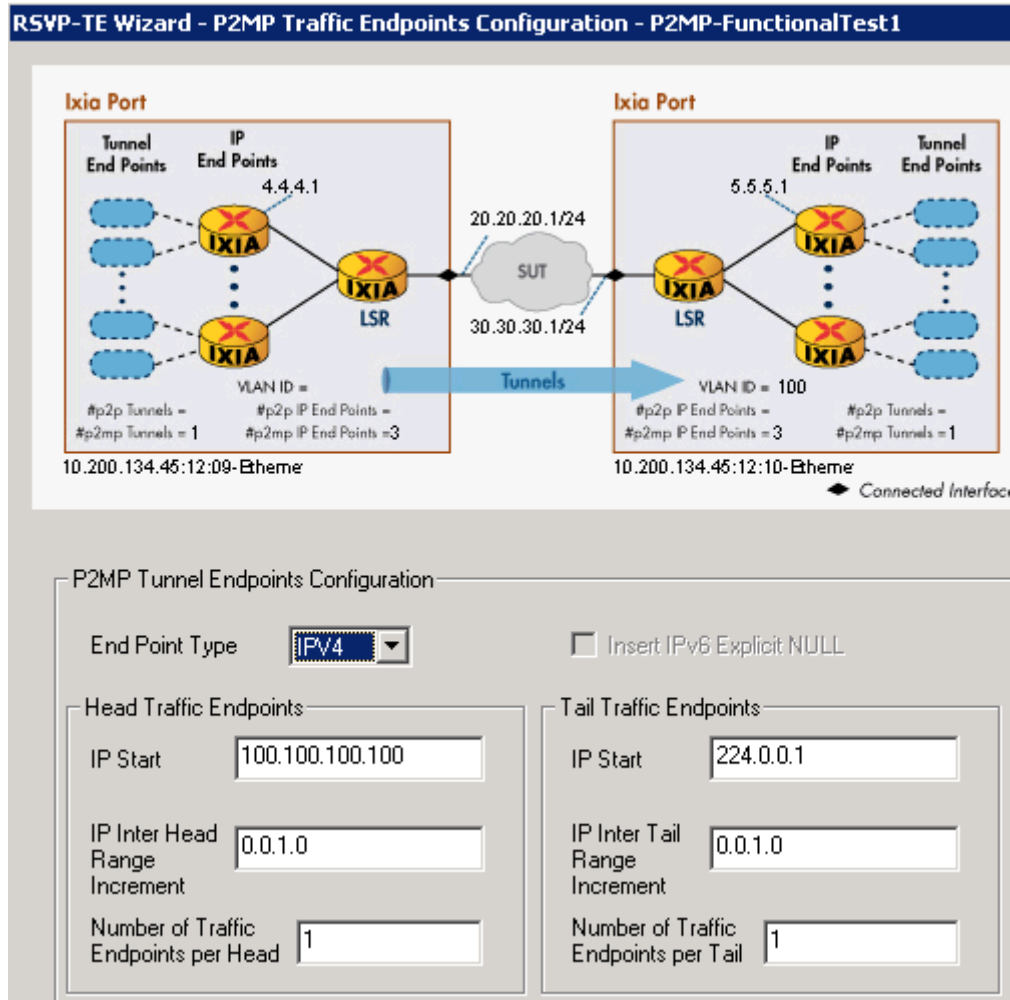 RSVP-TE Wizard - P2MP Traffic Endpoints Configuration - P2MP-FunctionalTest1
Ixia Port
Tunnel
End Points
IP
End Points
4.4.4.1
IXIA
IXIA
IXIA
LSR
VLAN ID =
#p2p Tunnels =
#p2p IP End Points =
#p2mp Tunnels = 1
#p2mp IP End Points =3
10.200.134.45:12:09-Etherne
20.20.20.1/24
SUT
30.30.30.1/24
Tunnels
Ixia Port
IP
End Points
Tunnel
End Points
5.5.5.1
IXIA
IXIA
IXIA
LSR
VLAN ID = 100
#p2p IP End Points =
#p2p Tunnels =
#p2mp IP End Points = 3
#p2mp Tunnels = 1
10.200.134.45:12:10-Etherne
Connected Interface
P2MP Tunnel Endpoints Configuration
End Point Type
IPV4
Insert IPv6 Explicit NULL
Head Traffic Endpoints
IP Start
100.100.100.100
IP Inter Head
Range
Increment
0.0.1.0
Number of Traffic
Endpoints per Head
1
Tail Traffic Endpoints
IP Start
224.0.0.1
IP Inter Tail
Range
Increment
0.0.1.0
Number of Traffic
Endpoints per Tail
1